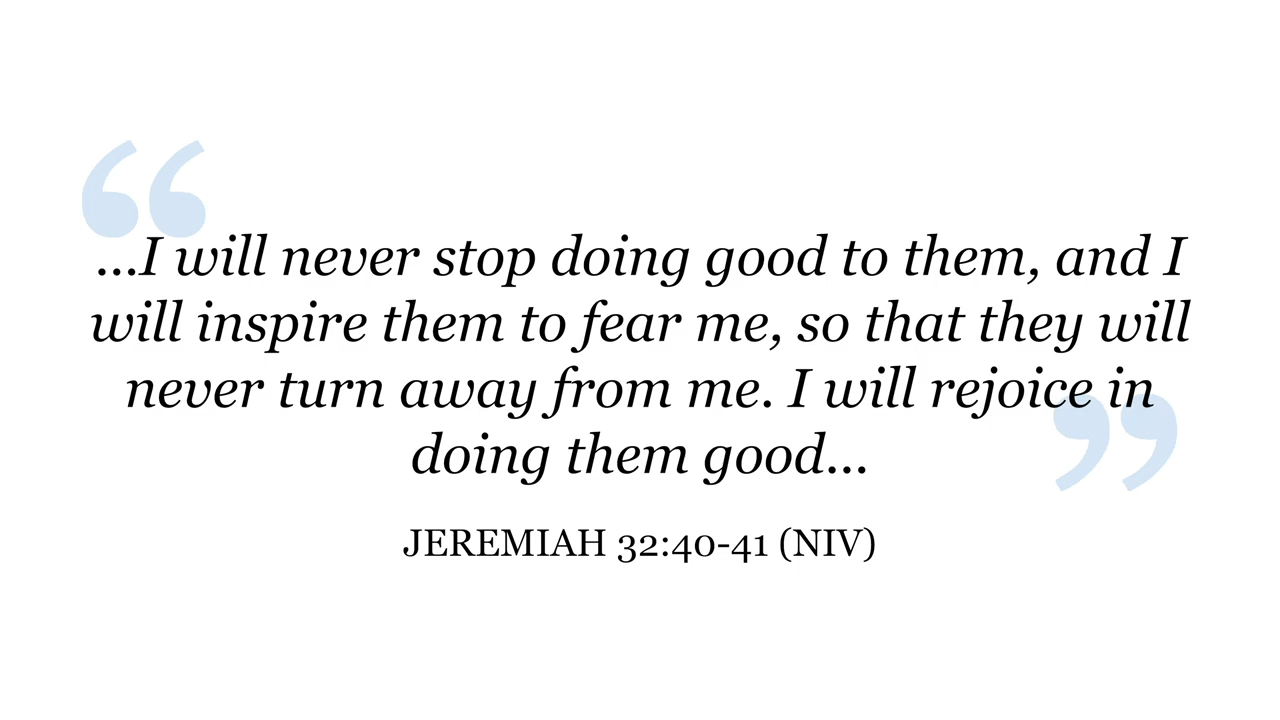 ...I will never stop doing good to them, and I
will inspire them to fear me, so that they will
never turn away from me. I will rejoice in
doing them good...
JEREMIAH 32:40-41 (NIV)